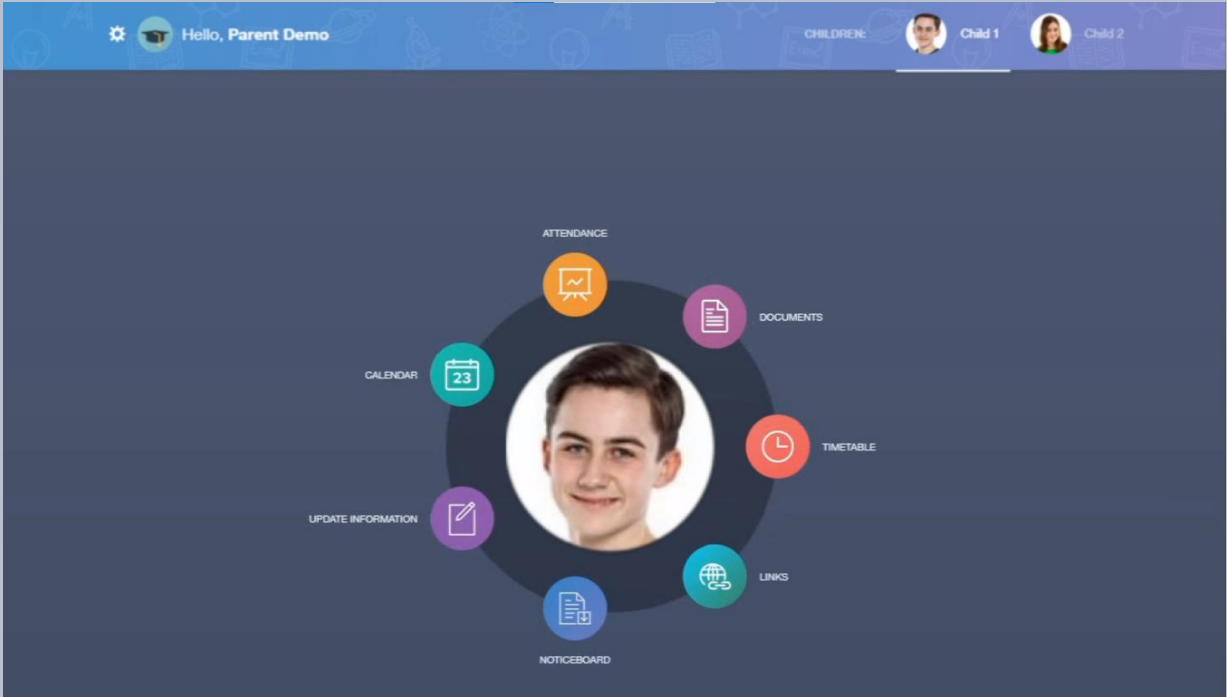 Hello, Parent Demo
CHILDREN:
Child 1
Child 2
ATTENDANCE
DOCUMENTS
CALENDAR
23
TIMETABLE
UPDATE INFORMATION
LINKS
NOTICEBOARD